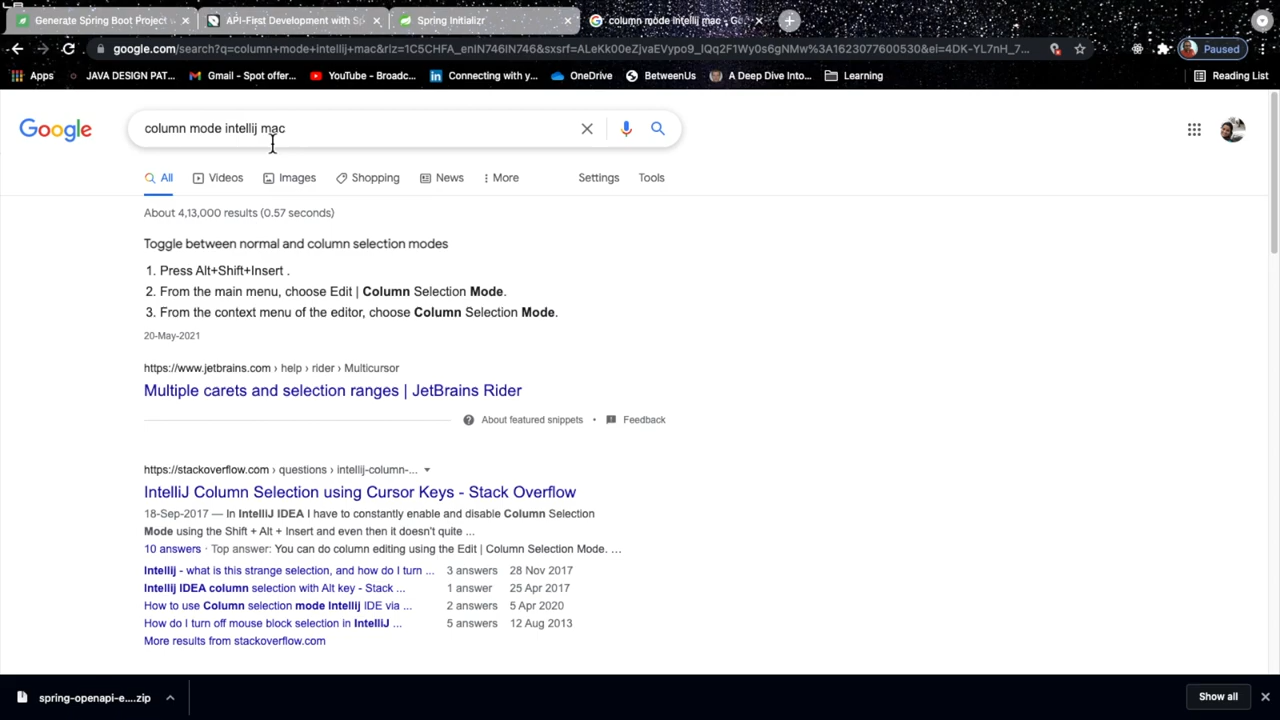 Generate Spring Boot Project
API-First Development with Sp
Spring Initializr
column mode intellij mac - Go
google.com/search?q=column+mode+intellij+mac&rlz=1C5CHFA_enIN746IN746&sxsrf=ALeKk00eZjvaEVypo9_lQq2F1Wy0s6gNMw%3A1623077600530&ei=4DK-YL7nH_7...
Paused
Apps
JAVA DESIGN PAT...
Gmail - Spot offer...
YouTube - Broadc...
Connecting with y...
OneDrive
BetweenUs
A Deep Dive Into...
Learning
Reading List
Google
column mode intellij mac
All
Videos
Images
Shopping
News
More
Settings
Tools
About 4,13,000 results (0.57 seconds)
Toggle between normal and column selection modes
1. Press Alt+Shift+Insert .
2. From the main menu, choose Edit | Column Selection Mode.
3. From the context menu of the editor, choose Column Selection Mode.
20-May-2021
https://www.jetbrains.com › help › rider › Multicursor
Multiple carets and selection ranges | JetBrains Rider
About featured snippets • Feedback
https://stackoverflow.com › questions › intellij-column-...
IntelliJ Column Selection using Cursor Keys - Stack Overflow
18-Sep-2017 — In IntelliJ IDEA I have to constantly enable and disable Column Selection
Mode using the Shift + Alt + Insert and even then it doesn't quite ...
10 answers · Top answer: You can do column editing using the Edit | Column Selection Mode. ...
Intellij - what is this strange selection, and how do I turn ... 3 answers 28 Nov 2017
Intellij IDEA column selection with Alt key - Stack ... 1 answer 25 Apr 2017
How to use Column selection mode Intellij IDE via ... 2 answers 5 Apr 2020
How do I turn off mouse block selection in IntelliJ ... 5 answers 12 Aug 2013
More results from stackoverflow.com
spring-openapi-e....zip
Show all